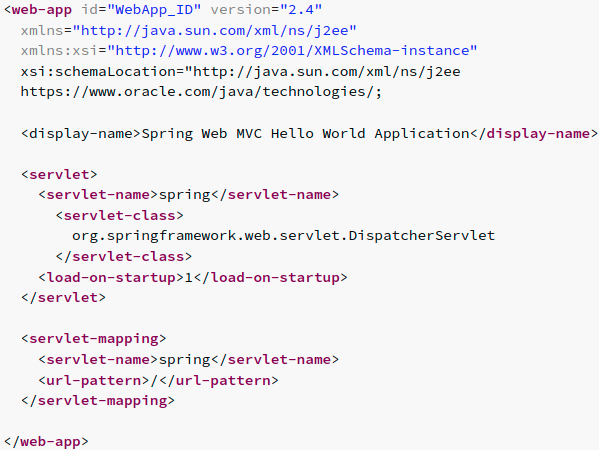 <web-app id="WebApp_ID" version="2.4"
xmlns="http://java.sun.com/xml/ns/j2ee"
xmlns:xsi="http://www.w3.org/2001/XMLSchema-instance"
xsi:schemaLocation="http://java.sun.com/xml/ns/j2ee
https://www.oracle.com/java/technologies/;
<display-name>Spring Web MVC Hello World Application</display-name>
<servlet>
<servlet-name>spring</servlet-name>
<servlet-class>
org.springframework.web.servlet.DispatcherServlet
</servlet-class>
<load-on-startup>1</load-on-startup>
</servlet>
<servlet-mapping>
<servlet-name>spring</servlet-name>
<url-pattern>/</url-pattern>
</servlet-mapping>
</web-app>